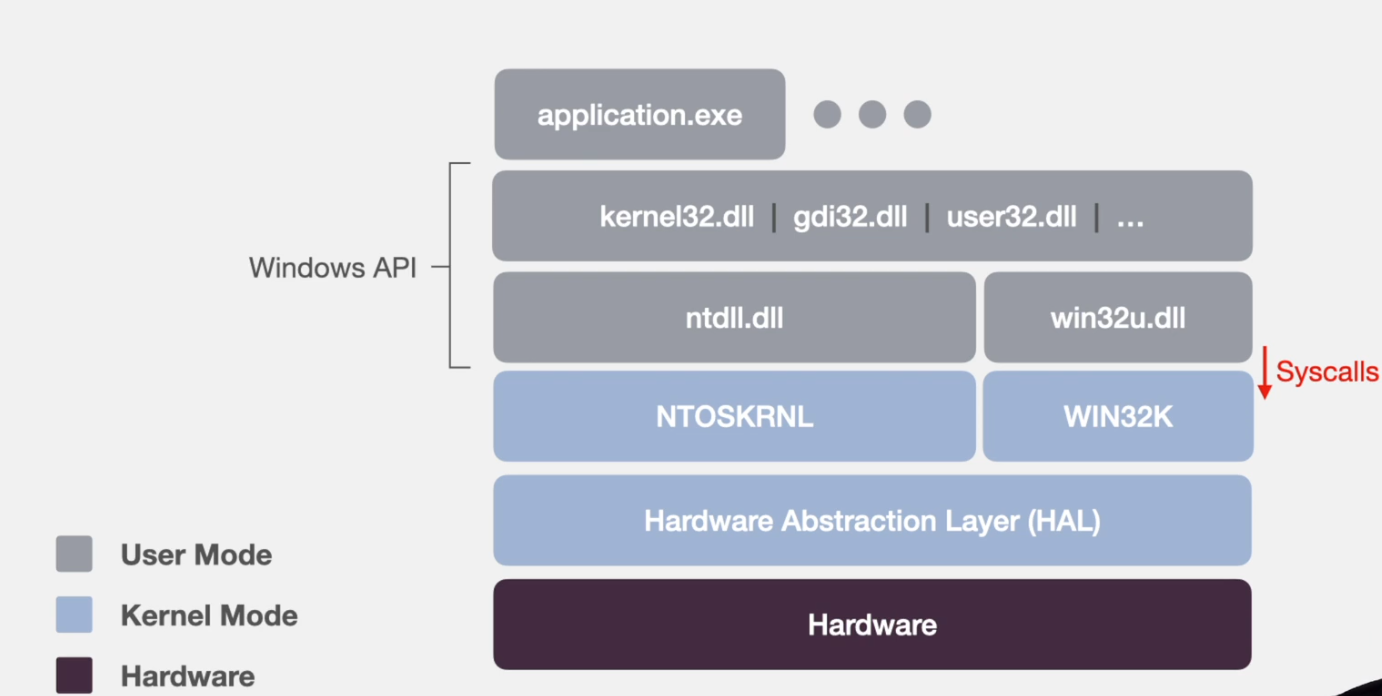 application.exe
kernel32.dll | gdi32.dll | user32.dll | ...
Windows API
ntdll.dll
win32u.dll
Syscalls
NTOSKRNL
WIN32K
Hardware Abstraction Layer (HAL)
User Mode
Kernel Mode
Hardware
Hardware